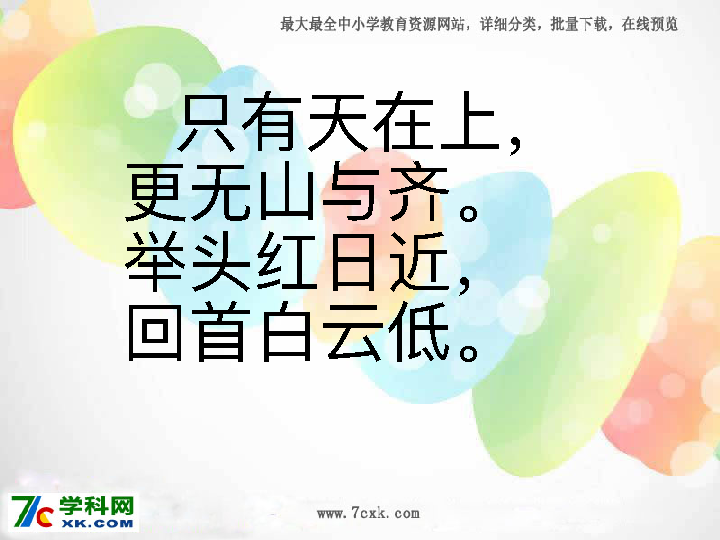 最大最全中小学教育资源网站，详细分类，批量下载，在线预览
只有天在上，
更无山与齐。
举头红日近，
回首白云低。
7c学科网
XK.COM
www.7cxk.com